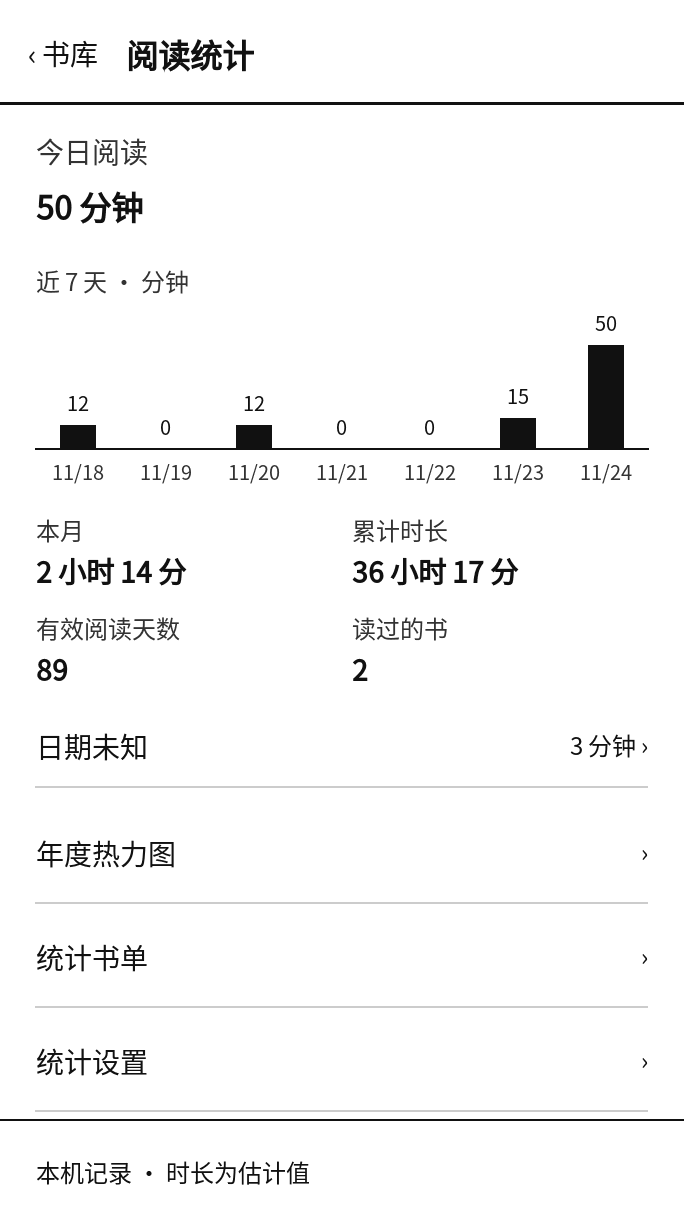 ‹ 书库 阅读统计
今日阅读
50 分钟
近 7 天 · 分钟
50
12 0 12 0 0 15
11/18 11/19 11/20 11/21 11/22 11/23 11/24
本月 累计时长
2 小时 14 分 36 小时 17 分
有效阅读天数 读过的书
89 2
日期未知 3 分钟 ›
年度热力图 ›
统计书单 ›
统计设置 ›
本机记录 · 时长为估计值